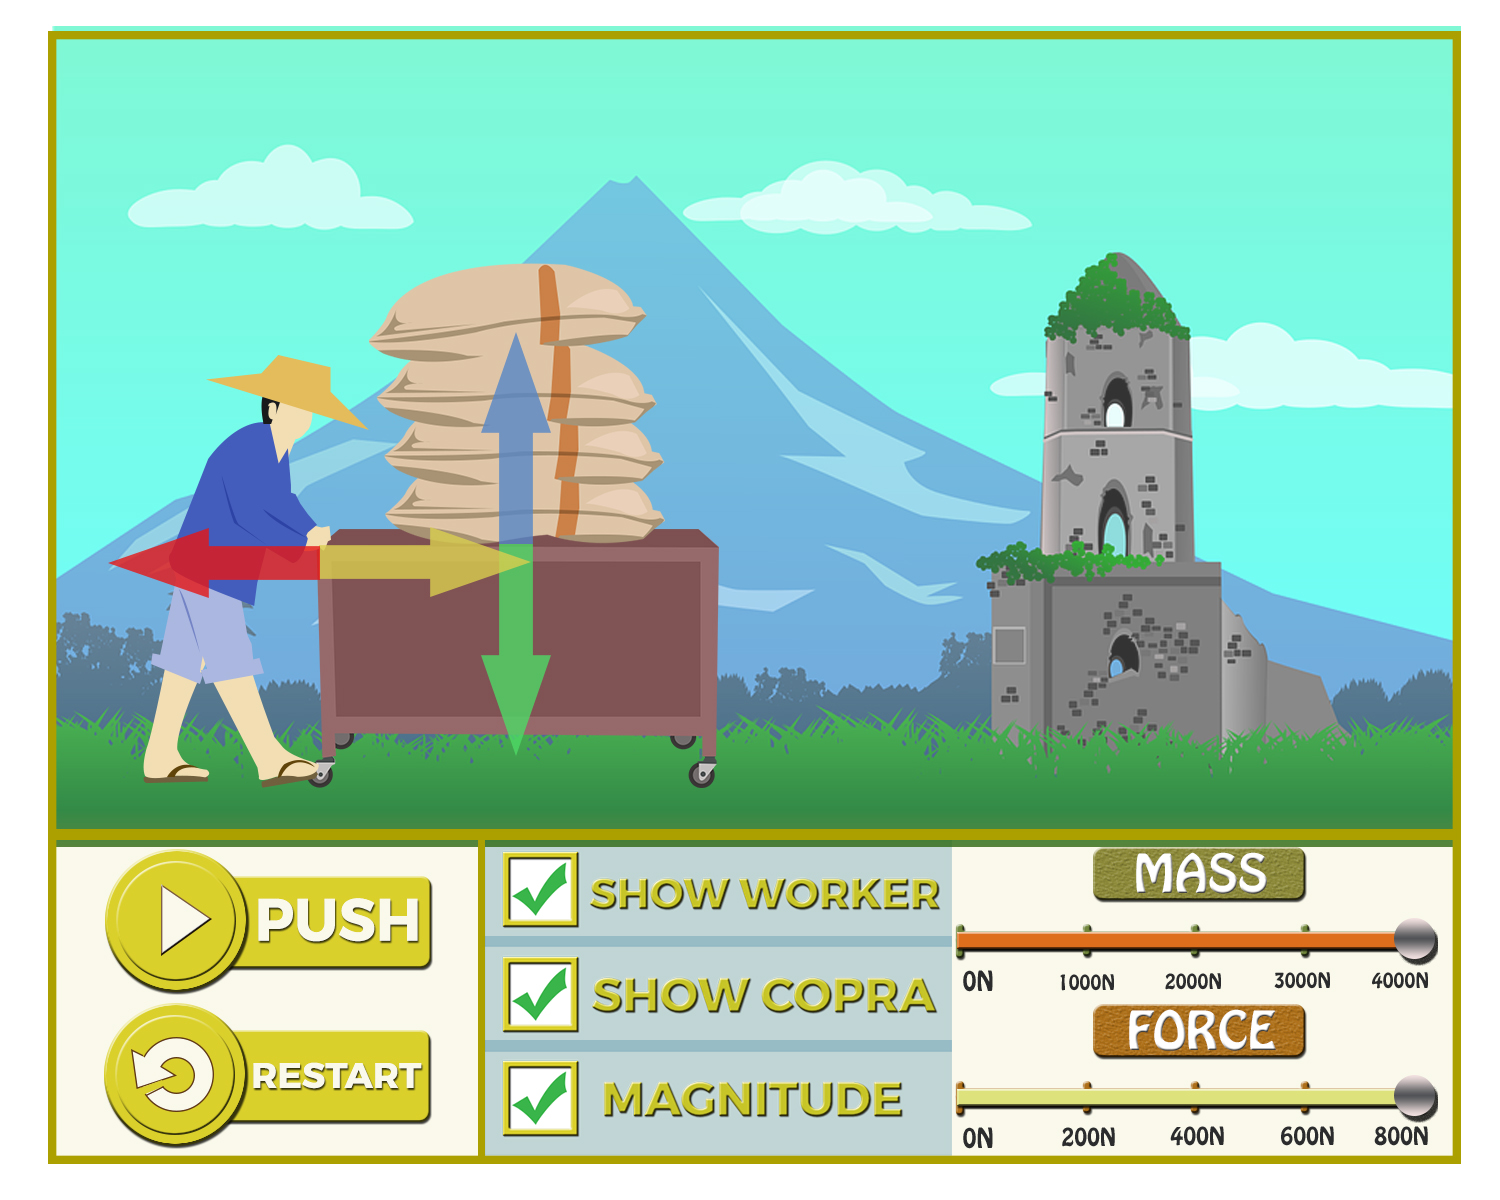 PUSH
RESTART
SHOW WORKER
SHOW COPRA
MAGNITUDE
MASS
0N 1000N 2000N 3000N 4000N
FORCE
0N 200N 400N 600N 800N